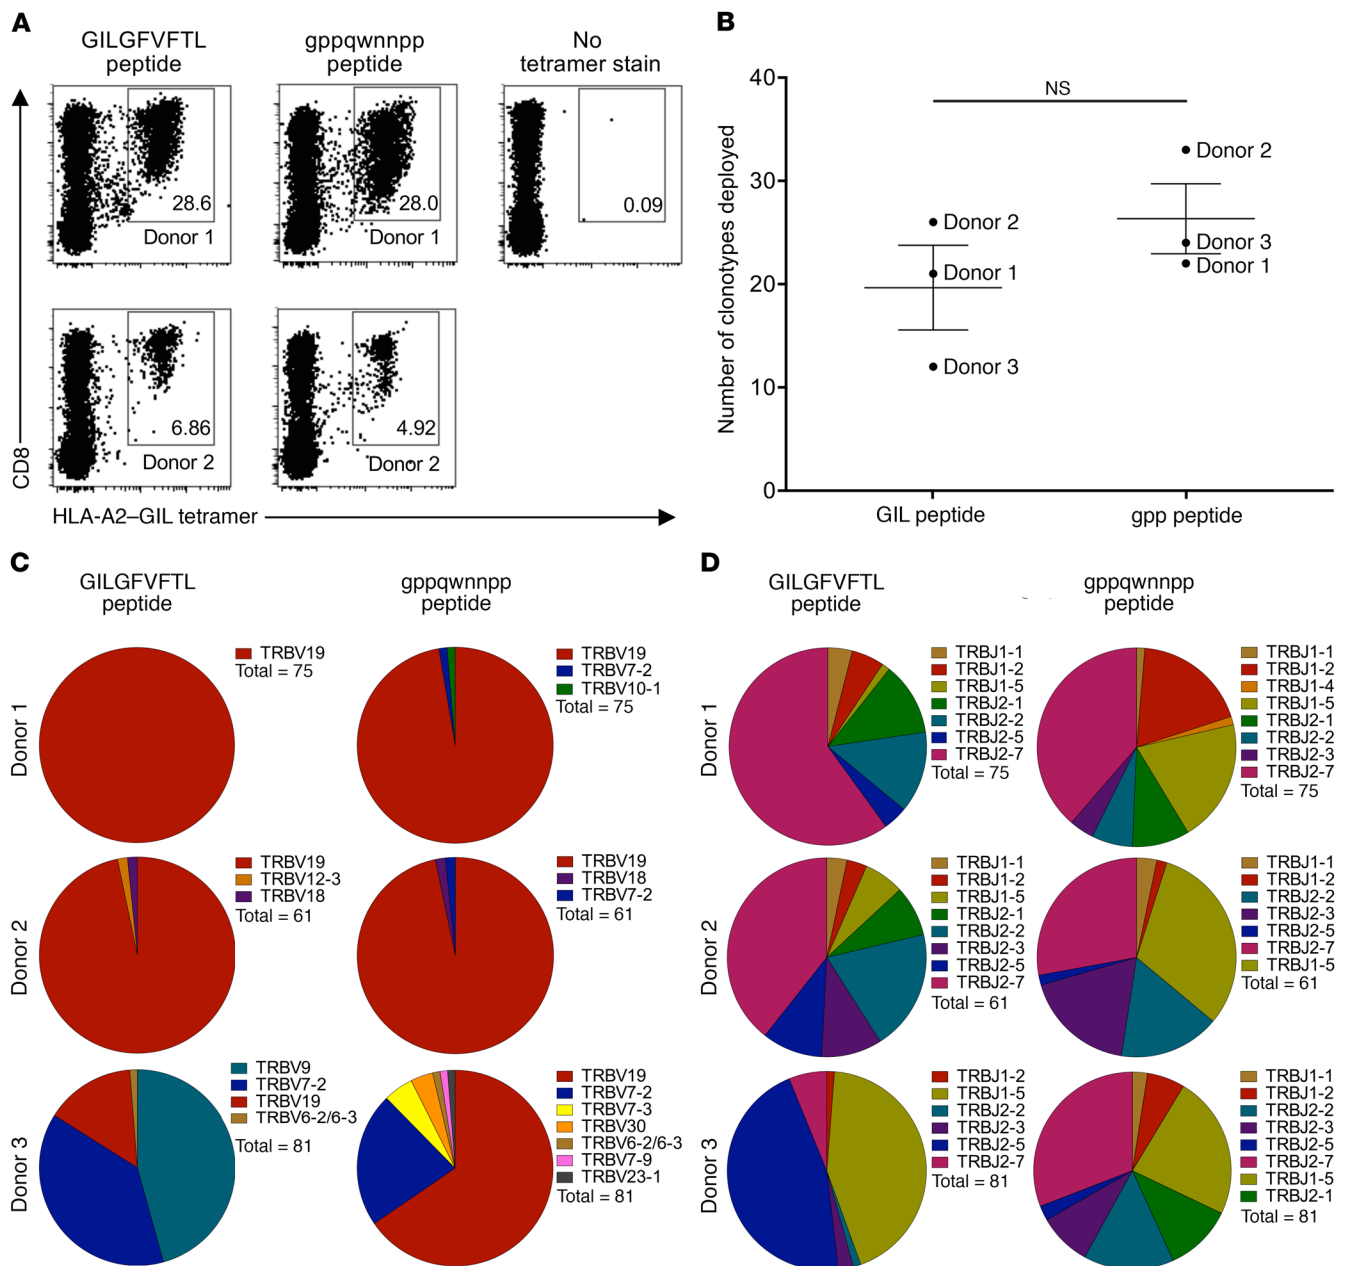 A
GILGFVFTL
peptide
gppqwnnpp
peptide
No
tetramer stain
28.6
Donor 1
28.0
Donor 1
0.09
6.86
Donor 2
4.92
Donor 2
CD8
HLA-A2–GIL tetramer
B
Number of clonotypes deployed
40
30
20
10
0
NS
Donor 2
Donor 1
Donor 3
Donor 2
Donor 3
Donor 1
GIL peptide
gpp peptide
C
GILGFVFTL
peptide
gppqwnnpp
peptide
Donor 1
TRBV19
Total = 75
TRBV19
TRBV7-2
TRBV10-1
Total = 75
Donor 2
TRBV19
TRBV12-3
TRBV18
Total = 61
TRBV19
TRBV18
TRBV7-2
Total = 61
Donor 3
TRBV9
TRBV7-2
TRBV19
TRBV6-2/6-3
Total = 81
TRBV19
TRBV7-2
TRBV7-3
TRBV30
TRBV6-2/6-3
TRBV7-9
TRBV23-1
Total = 81
D
GILGFVFTL
peptide
gppqwnnpp
peptide
Donor 1
TRBJ1-1
TRBJ1-2
TRBJ1-5
TRBJ2-1
TRBJ2-2
TRBJ2-5
TRBJ2-7
Total = 75
TRBJ1-1
TRBJ1-2
TRBJ1-4
TRBJ1-5
TRBJ2-1
TRBJ2-2
TRBJ2-3
TRBJ2-7
Total = 75
Donor 2
TRBJ1-1
TRBJ1-2
TRBJ1-5
TRBJ2-1
TRBJ2-2
TRBJ2-3
TRBJ2-5
TRBJ2-7
Total = 61
TRBJ1-1
TRBJ1-2
TRBJ2-2
TRBJ2-3
TRBJ2-5
TRBJ2-7
TRBJ1-5
Total = 61
Donor 3
TRBJ1-2
TRBJ1-5
TRBJ2-2
TRBJ2-3
TRBJ2-5
TRBJ2-7
Total = 81
TRBJ1-1
TRBJ1-2
TRBJ2-2
TRBJ2-3
TRBJ2-5
TRBJ2-7
TRBJ1-5
TRBJ2-1
Total = 81